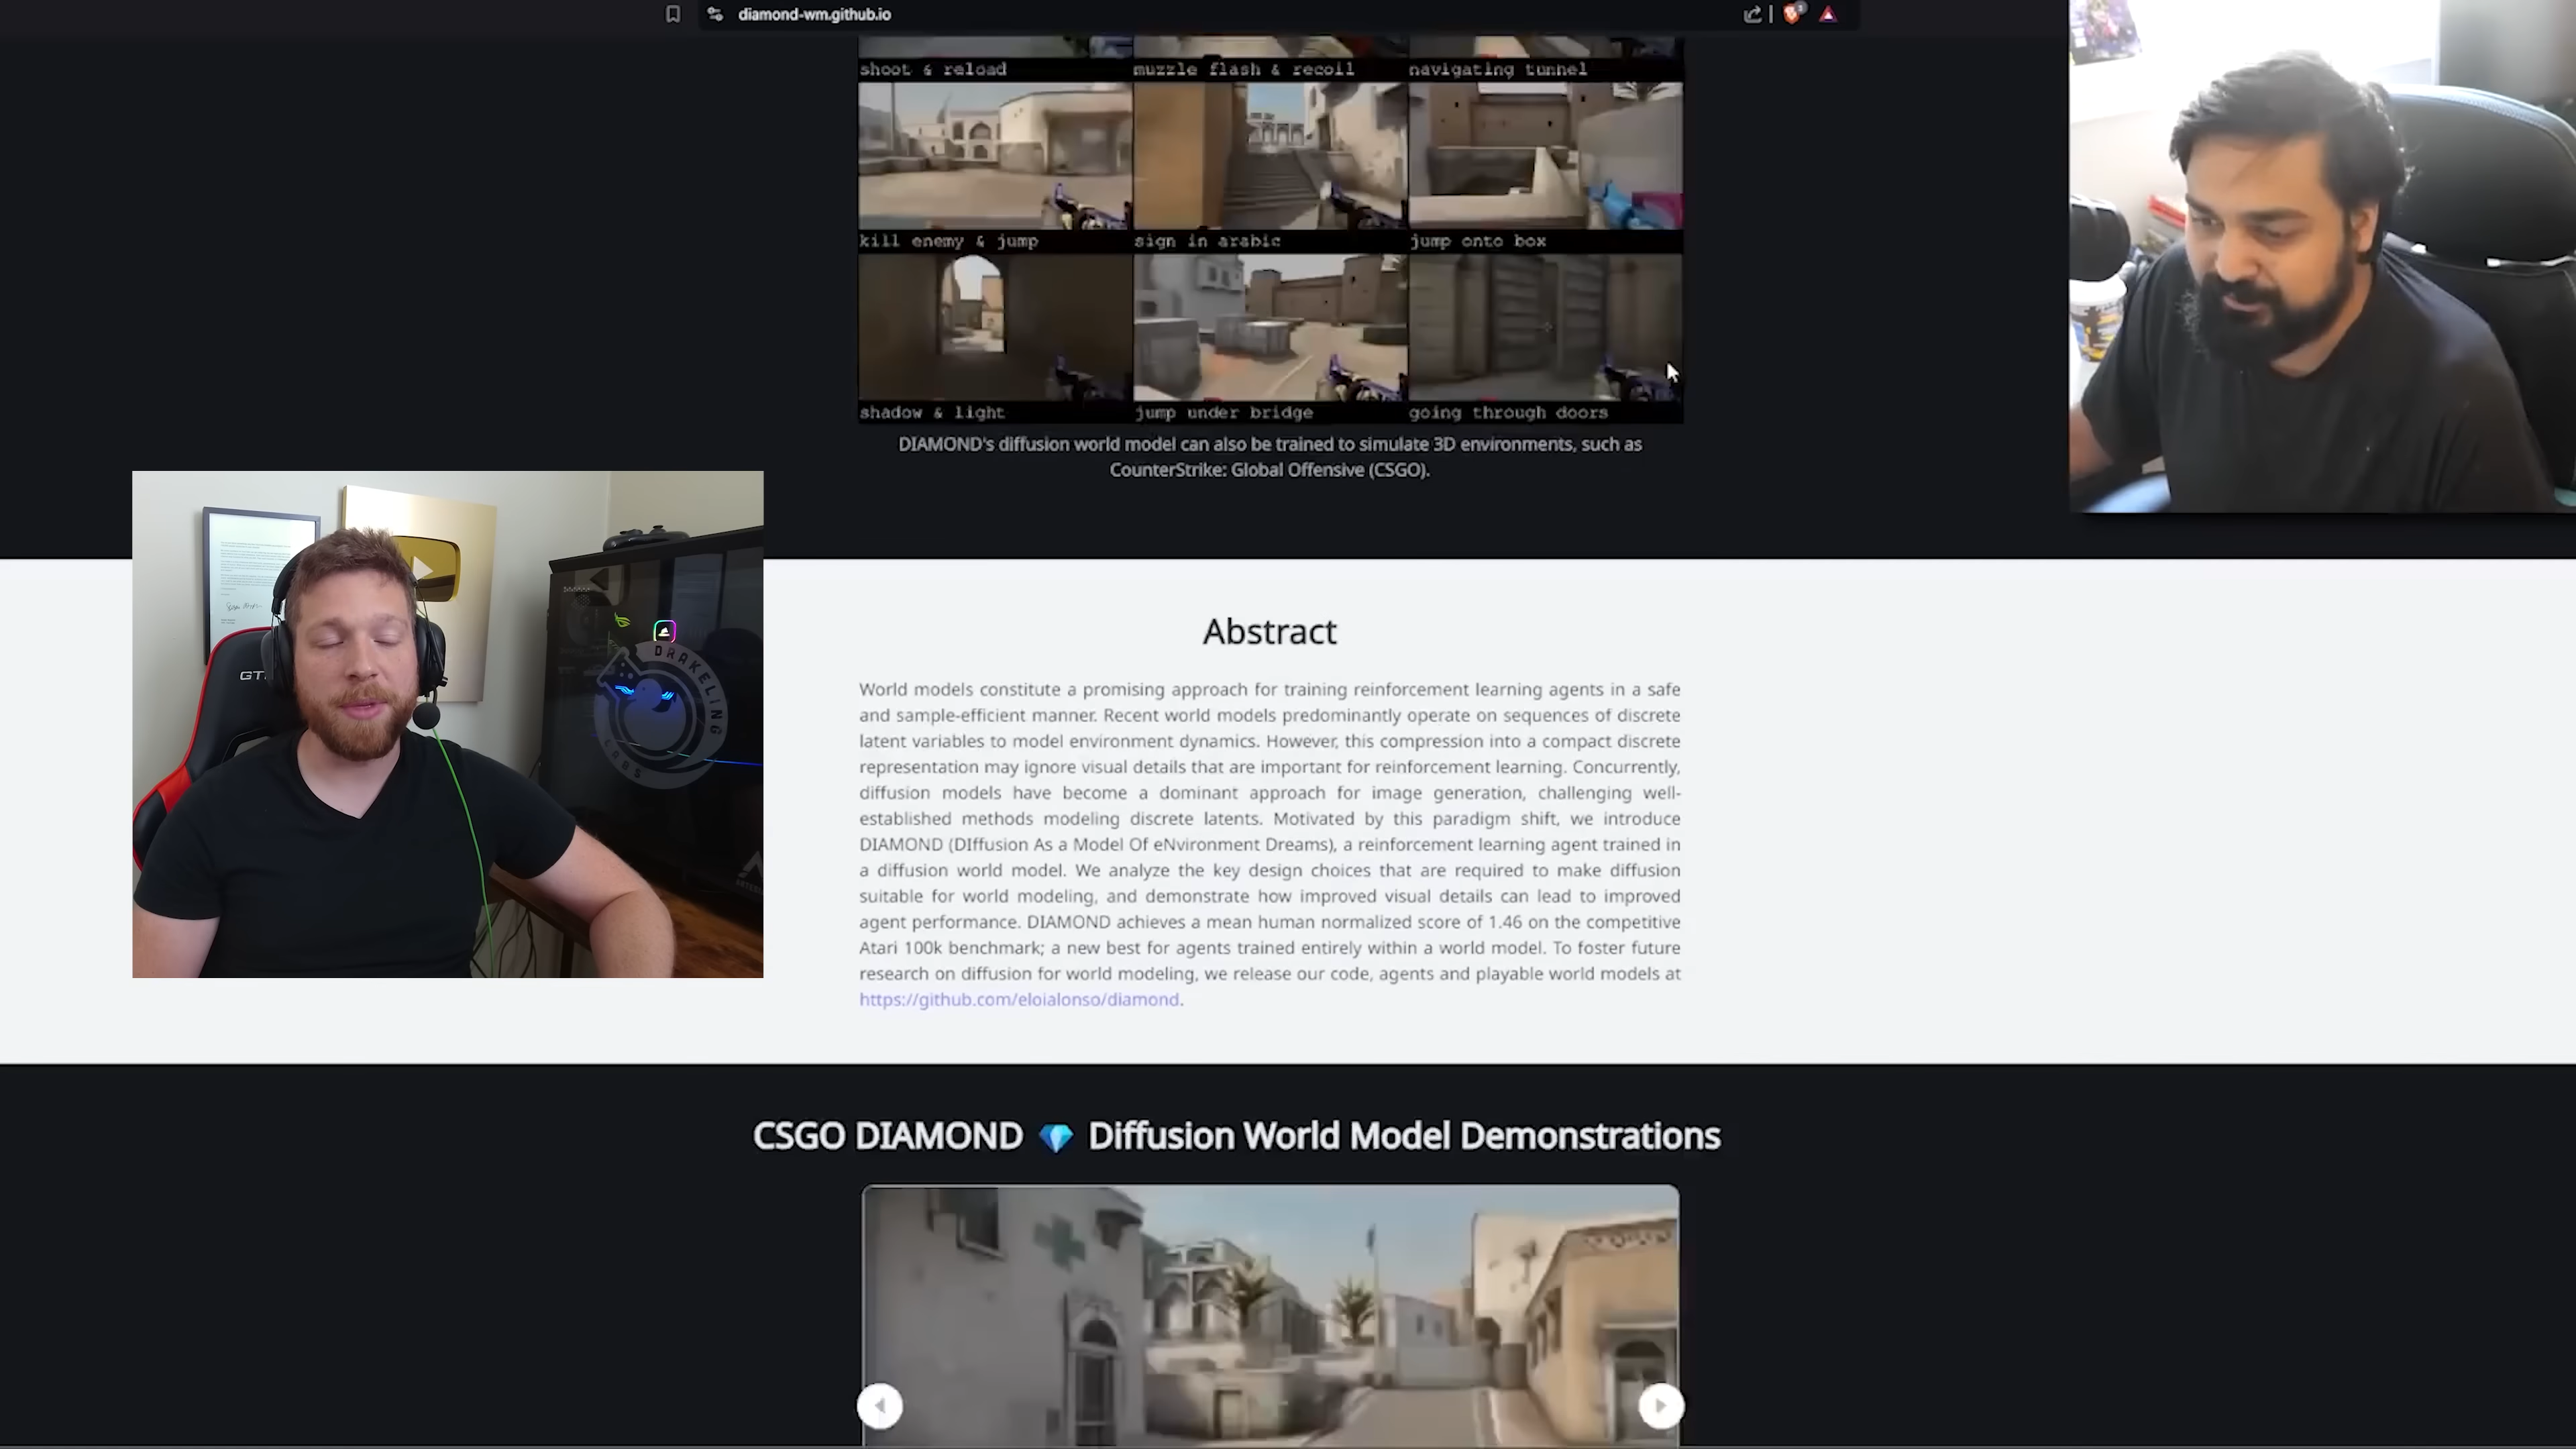 diamond-wm.github.io
shoot & reload
muzzle flash & recoil
navigating tunnel
kill enemy & jump
sign in arabic
jump onto box
shadow & light
jump under bridge
going through doors
DIAMOND's diffusion world model can also be trained to simulate 3D environments, such as
CounterStrike: Global Offensive (CSGO).
GT
DRAKELING
LABS
Abstract
World models constitute a promising approach for training reinforcement learning agents in a safe
and sample-efficient manner. Recent world models predominantly operate on sequences of discrete
latent variables to model environment dynamics. However, this compression into a compact discrete
representation may ignore visual details that are important for reinforcement learning. Concurrently,
diffusion models have become a dominant approach for image generation, challenging well-
established methods modeling discrete latents. Motivated by this paradigm shift, we introduce
DIAMOND (DIffusion As a Model Of eNvironment Dreams), a reinforcement learning agent trained in
a diffusion world model. We analyze the key design choices that are required to make diffusion
suitable for world modeling, and demonstrate how improved visual details can lead to improved
agent performance. DIAMOND achieves a mean human normalized score of 1.46 on the competitive
Atari 100k benchmark; a new best for agents trained entirely within a world model. To foster future
research on diffusion for world modeling, we release our code, agents and playable world models at
https://github.com/eloialonso/diamond.
CSGO DIAMOND 💎 Diffusion World Model Demonstrations